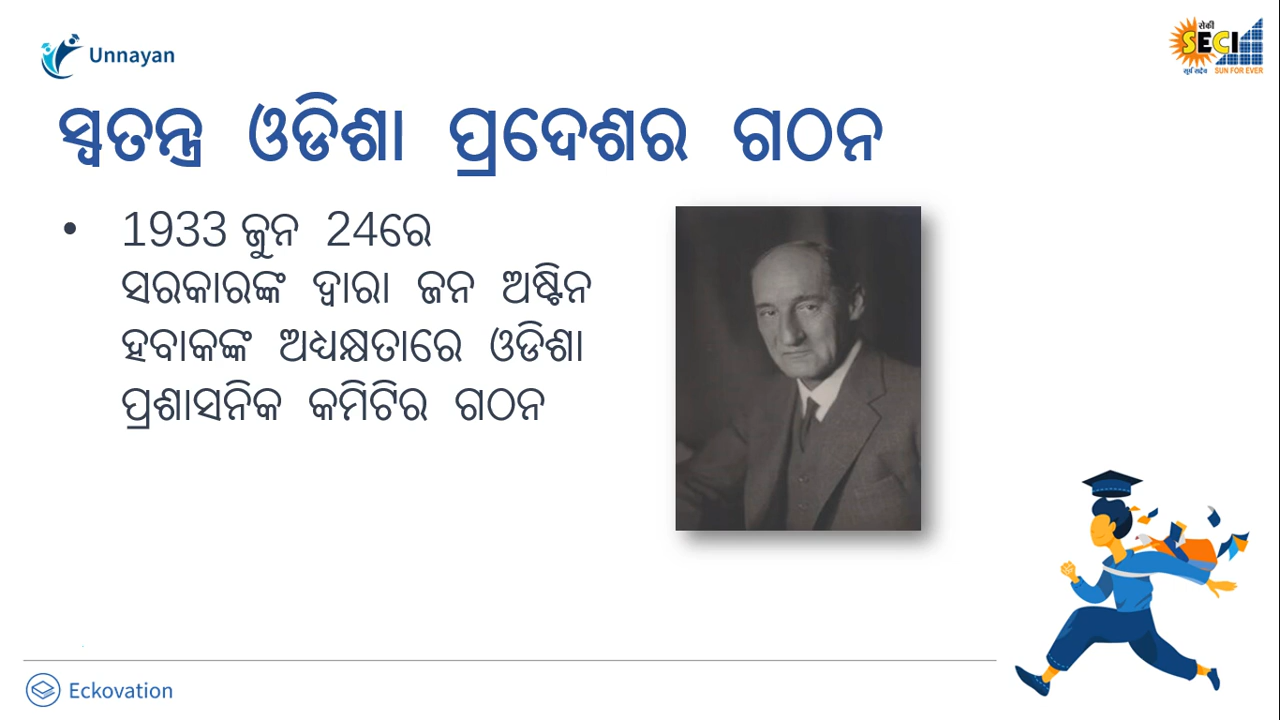 Unnayan
सेकी
SECI
सूर्य सदैव SUN FOR EVER
ସ୍ୱତନ୍ତ୍ର ଓଡିଶା ପ୍ରଦେଶର ଗଠନ
• 1933 ଜୁନ 24ରେ
ସରକାରଙ୍କ ଦ୍ୱାରା ଜନ ଅଷ୍ଟିନ
ହବାକଙ୍କ ଅଧ୍ୟକ୍ଷତାରେ ଓଡିଶା
ପ୍ରଶାସନିକ କମିଟିର ଗଠନ
Eckovation